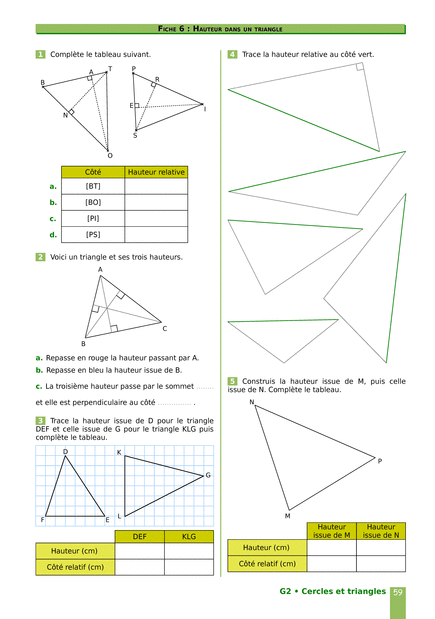 Fiche 6 : Hauteur dans un triangle
1 Complète le tableau suivant.
B
A
T
N
O
P
R
E
I
S
Côté Hauteur relative
a. [BT]
b. [BO]
c. [PI]
d. [PS]
2 Voici un triangle et ses trois hauteurs.
A
B
C
a. Repasse en rouge la hauteur passant par A.
b. Repasse en bleu la hauteur issue de B.
c. La troisième hauteur passe par le sommet ........
et elle est perpendiculaire au côté ............... .
3 Trace la hauteur issue de D pour le triangle
DEF et celle issue de G pour le triangle KLG puis
complète le tableau.
D
K
G
F
E
L
DEF KLG
Hauteur (cm)
Côté relatif (cm)
4 Trace la hauteur relative au côté vert.
5 Construis la hauteur issue de M, puis celle
issue de N. Complète le tableau.
N
P
M
Hauteur
issue de M
Hauteur
issue de N
Hauteur (cm)
Côté relatif (cm)
G2 • Cercles et triangles 59